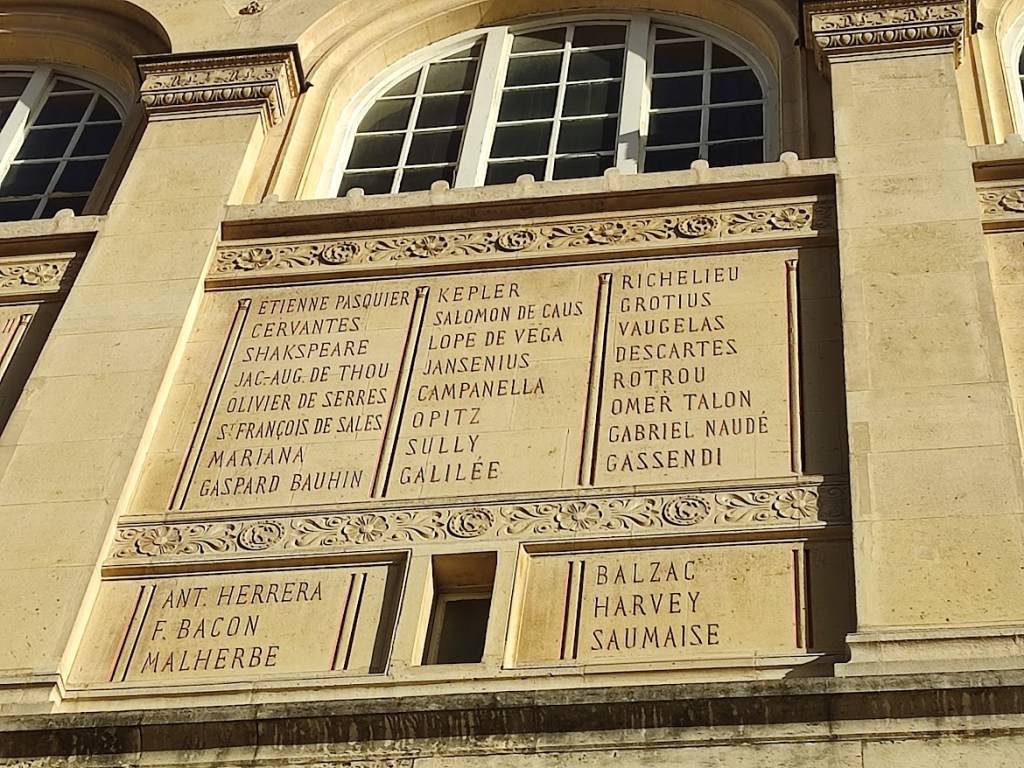 ÉTIENNE PASQUIER
CERVANTES
SHAKSPEARE
JAC-AUG. DE THOU
OLIVIER DE SERRES
ST FRANÇOIS DE SALES
MARIANA
GASPARD BAUHIN
KEPLER
SALOMON DE CAUS
LOPE DE VEGA
JANSENIUS
CAMPANELLA
OPITZ
SULLY
GALILÉE
RICHELIEU
GROTIUS
VAUGELAS
DESCARTES
ROTROU
OMER TALON
GABRIEL NAUDÉ
GASSENDI
ANT. HERRERA
F. BACON
MALHERBE
BALZAC
HARVEY
SAUMAISE